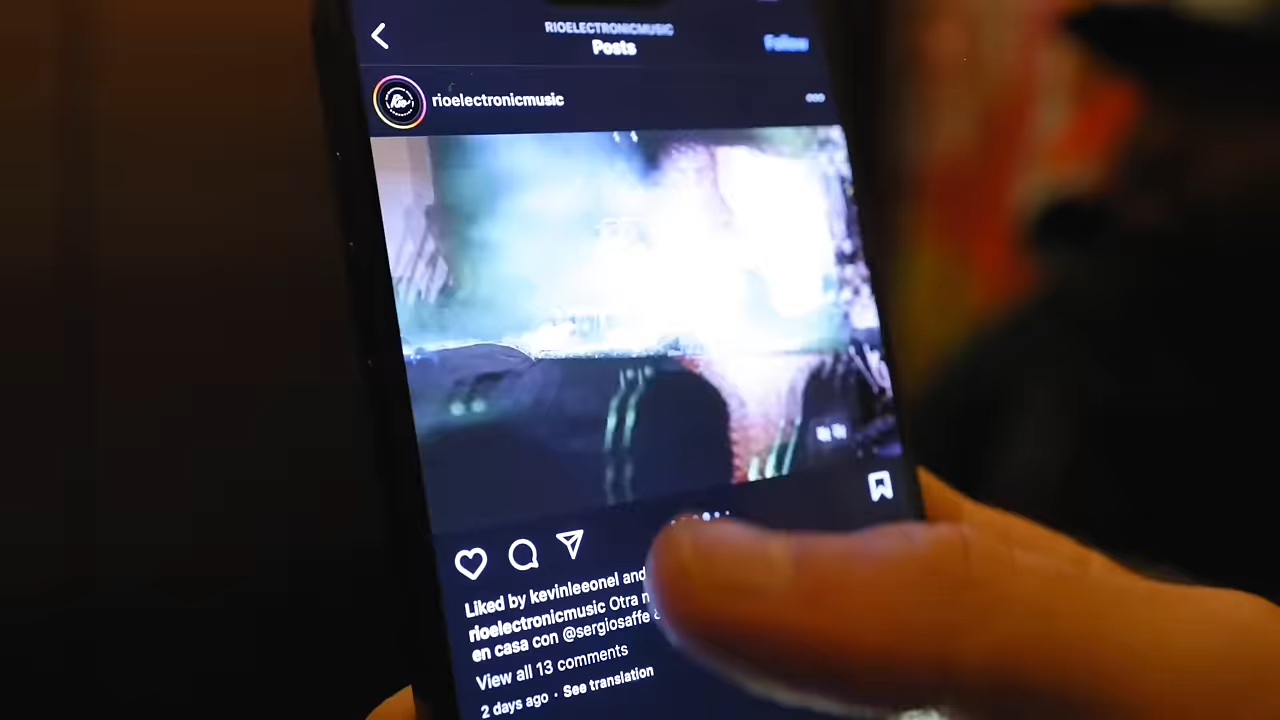 RIOELECTRONICMUSIC
Posts
Follow
Rio
rioelectronicmusic
Liked by kevinleeonel and
rioelectronicmusic Otra
en casa con @sergiosaffe
View all 13 comments
2 days ago · See translation